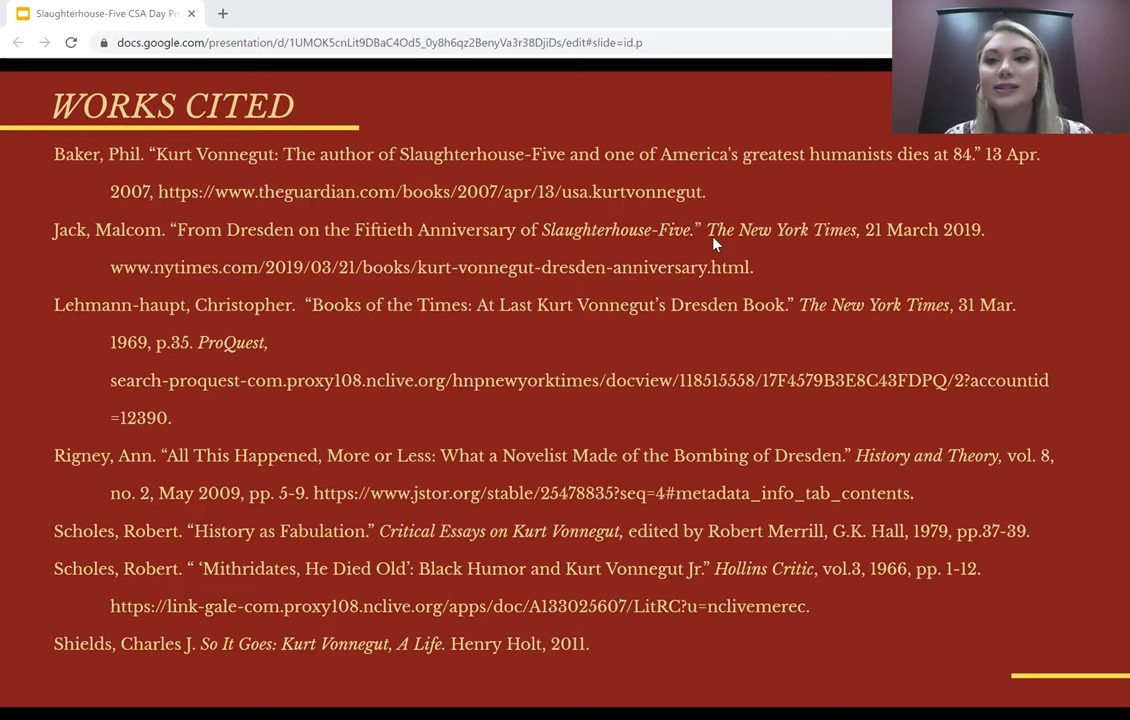 Slaughterhouse-Five CSA Day Pr
docs.google.com/presentation/d/1UMOK5cnLit9DBaC4Od5_0y8h6qz2BenyVa3r38DjiDs/edit#slide=id.p
WORKS CITED
Baker, Phil. “Kurt Vonnegut: The author of Slaughterhouse-Five and one of America's greatest humanists dies at 84.” 13 Apr.
2007, https://www.theguardian.com/books/2007/apr/13/usa.kurtvonnegut.
Jack, Malcom. “From Dresden on the Fiftieth Anniversary of Slaughterhouse-Five.” The New York Times, 21 March 2019.
www.nytimes.com/2019/03/21/books/kurt-vonnegut-dresden-anniversary.html.
Lehmann-haupt, Christopher. “Books of the Times: At Last Kurt Vonnegut’s Dresden Book.” The New York Times, 31 Mar.
1969, p.35. ProQuest,
search-proquest-com.proxy108.nclive.org/hnpnewyorktimes/docview/118515558/17F4579B3E8C43FDPQ/2?accountid
=12390.
Rigney, Ann. “All This Happened, More or Less: What a Novelist Made of the Bombing of Dresden.” History and Theory, vol. 8,
no. 2, May 2009, pp. 5-9. https://www.jstor.org/stable/25478835?seq=4#metadata_info_tab_contents.
Scholes, Robert. “History as Fabulation.” Critical Essays on Kurt Vonnegut, edited by Robert Merrill, G.K. Hall, 1979, pp.37-39.
Scholes, Robert. “ ‘Mithridates, He Died Old’: Black Humor and Kurt Vonnegut Jr.” Hollins Critic, vol.3, 1966, pp. 1-12.
https://link-gale-com.proxy108.nclive.org/apps/doc/A133025607/LitRC?u=nclivemerec.
Shields, Charles J. So It Goes: Kurt Vonnegut, A Life. Henry Holt, 2011.